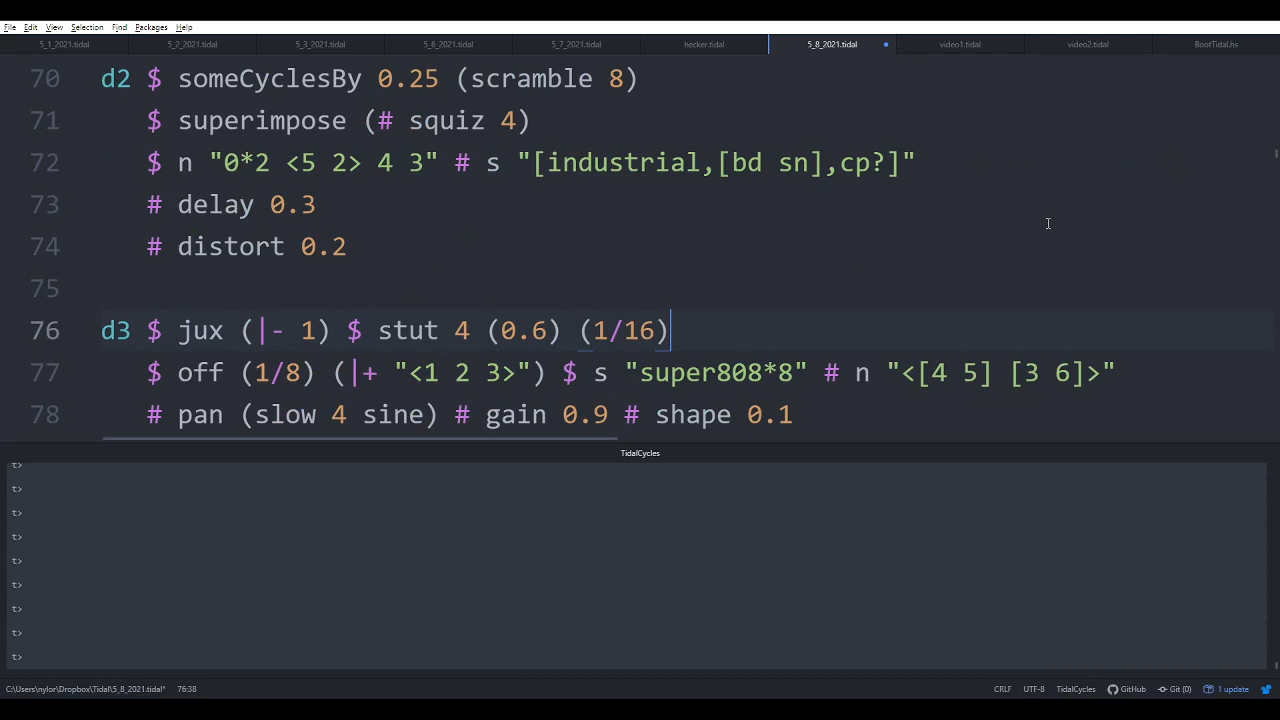 File Edit View Selection Find Packages Help
5_1_2021.tidal 5_2_2021.tidal 5_3_2021.tidal 5_6_2021.tidal 5_7_2021.tidal hecker.tidal 5_8_2021.tidal video1.tidal video2.tidal BootTidal.hs
70 d2 $ someCyclesBy 0.25 (scramble 8)
71 $ superimpose (# squiz 4)
72 $ n "0*2 <5 2> 4 3" # s "[industrial,[bd sn],cp?]"
73 # delay 0.3
74 # distort 0.2
75
76 d3 $ jux (|- 1) $ stut 4 (0.6) (1/16)
77 $ off (1/8) (|+ "<1 2 3>") $ s "super808*8" # n "<[4 5] [3 6]>"
78 # pan (slow 4 sine) # gain 0.9 # shape 0.1
TidalCycles
t>
t>
t>
t>
t>
t>
t>
t>
t>
C:\Users\nylor\Dropbox\Tidal\5_8_2021.tidal* 76:38 CRLF UTF-8 TidalCycles GitHub Git (0) 1 update